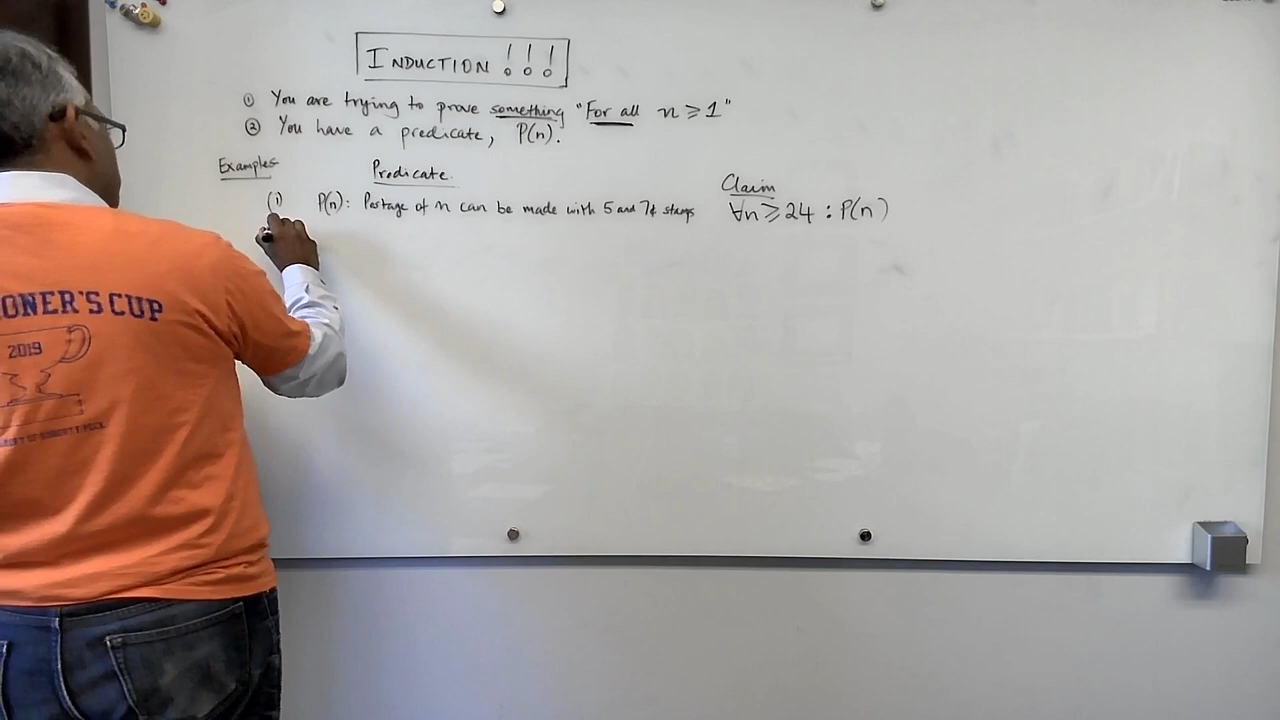 INDUCTION !!!
① You are trying to prove something "For all n ≥ 1"
② You have a predicate, P(n).
Examples
Predicate
Claim
(1) P(n): Postage of n can be made with 5 and 7¢ stamps ∀n ≥ 24 : P(n)
ONER'S CUP
2019